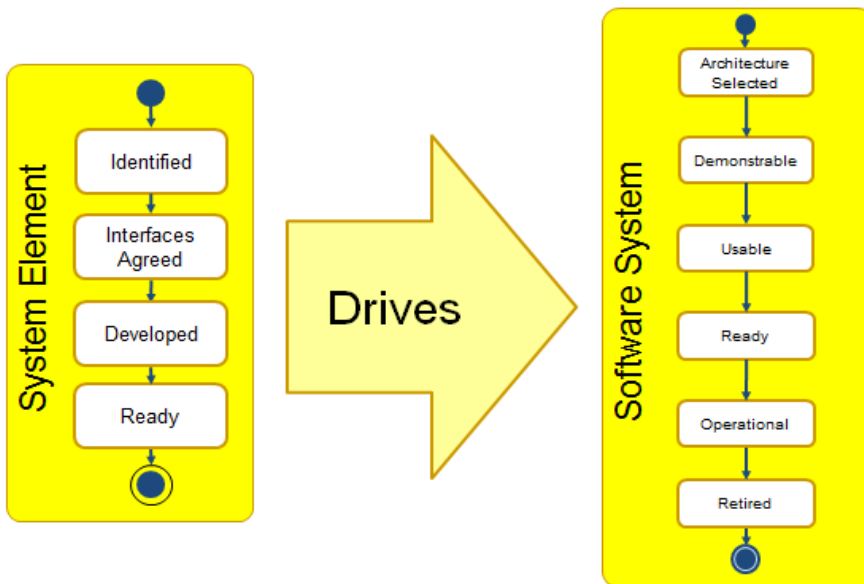 System Element
Identified
Interfaces
Agreed
Developed
Ready
Drives
Software System
Architecture
Selected
Demonstrable
Usable
Ready
Operational
Retired